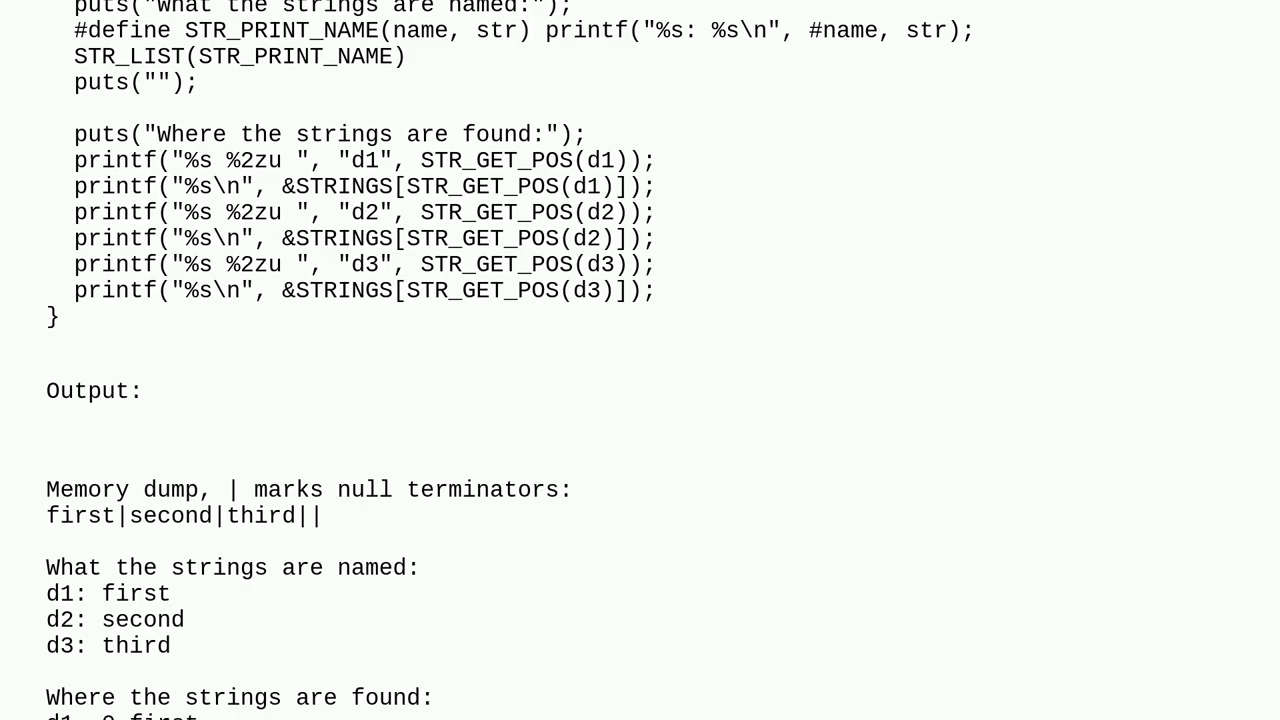 puts("What the strings are named:");
#define STR_PRINT_NAME(name, str) printf("%s: %s\n", #name, str);
STR_LIST(STR_PRINT_NAME)
puts("");
puts("Where the strings are found:");
printf("%s %2zu ", "d1", STR_GET_POS(d1));
printf("%s\n", &STRINGS[STR_GET_POS(d1)]);
printf("%s %2zu ", "d2", STR_GET_POS(d2));
printf("%s\n", &STRINGS[STR_GET_POS(d2)]);
printf("%s %2zu ", "d3", STR_GET_POS(d3));
printf("%s\n", &STRINGS[STR_GET_POS(d3)]);
}
Output:
Memory dump, | marks null terminators:
first|second|third||
What the strings are named:
d1: first
d2: second
d3: third
Where the strings are found:
d1  0 first